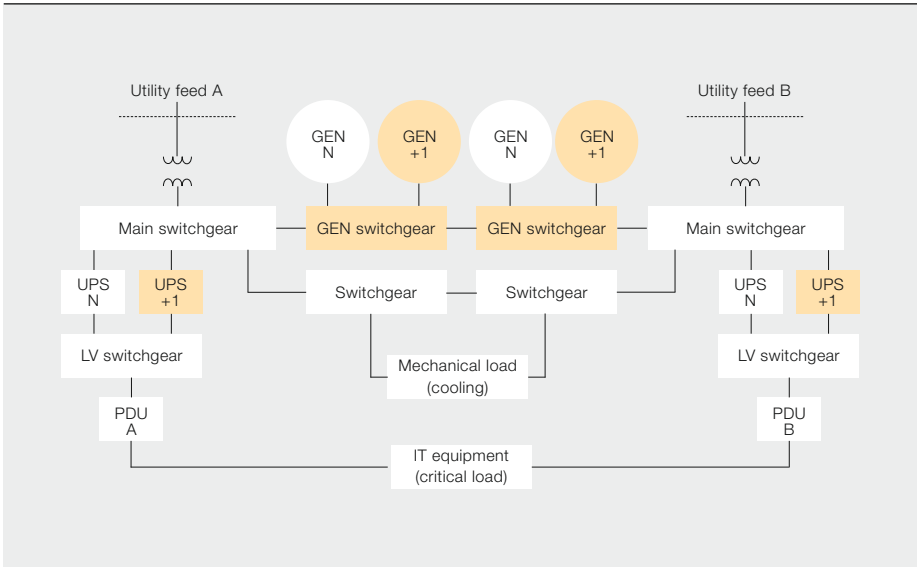 Utility feed A
Utility feed B
GEN
N
GEN
+1
GEN
N
GEN
+1
Main switchgear
GEN switchgear
GEN switchgear
Main switchgear
UPS
N
UPS
+1
Switchgear
Switchgear
UPS
N
UPS
+1
LV switchgear
Mechanical load
(cooling)
LV switchgear
PDU
A
PDU
B
IT equipment
(critical load)